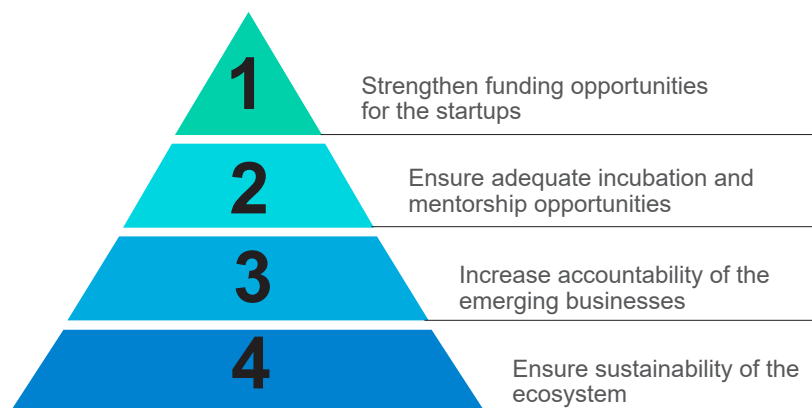 1
Strengthen funding opportunities
for the startups
2
Ensure adequate incubation and
mentorship opportunities
3
Increase accountability of the
emerging businesses
4
Ensure sustainability of the
ecosystem